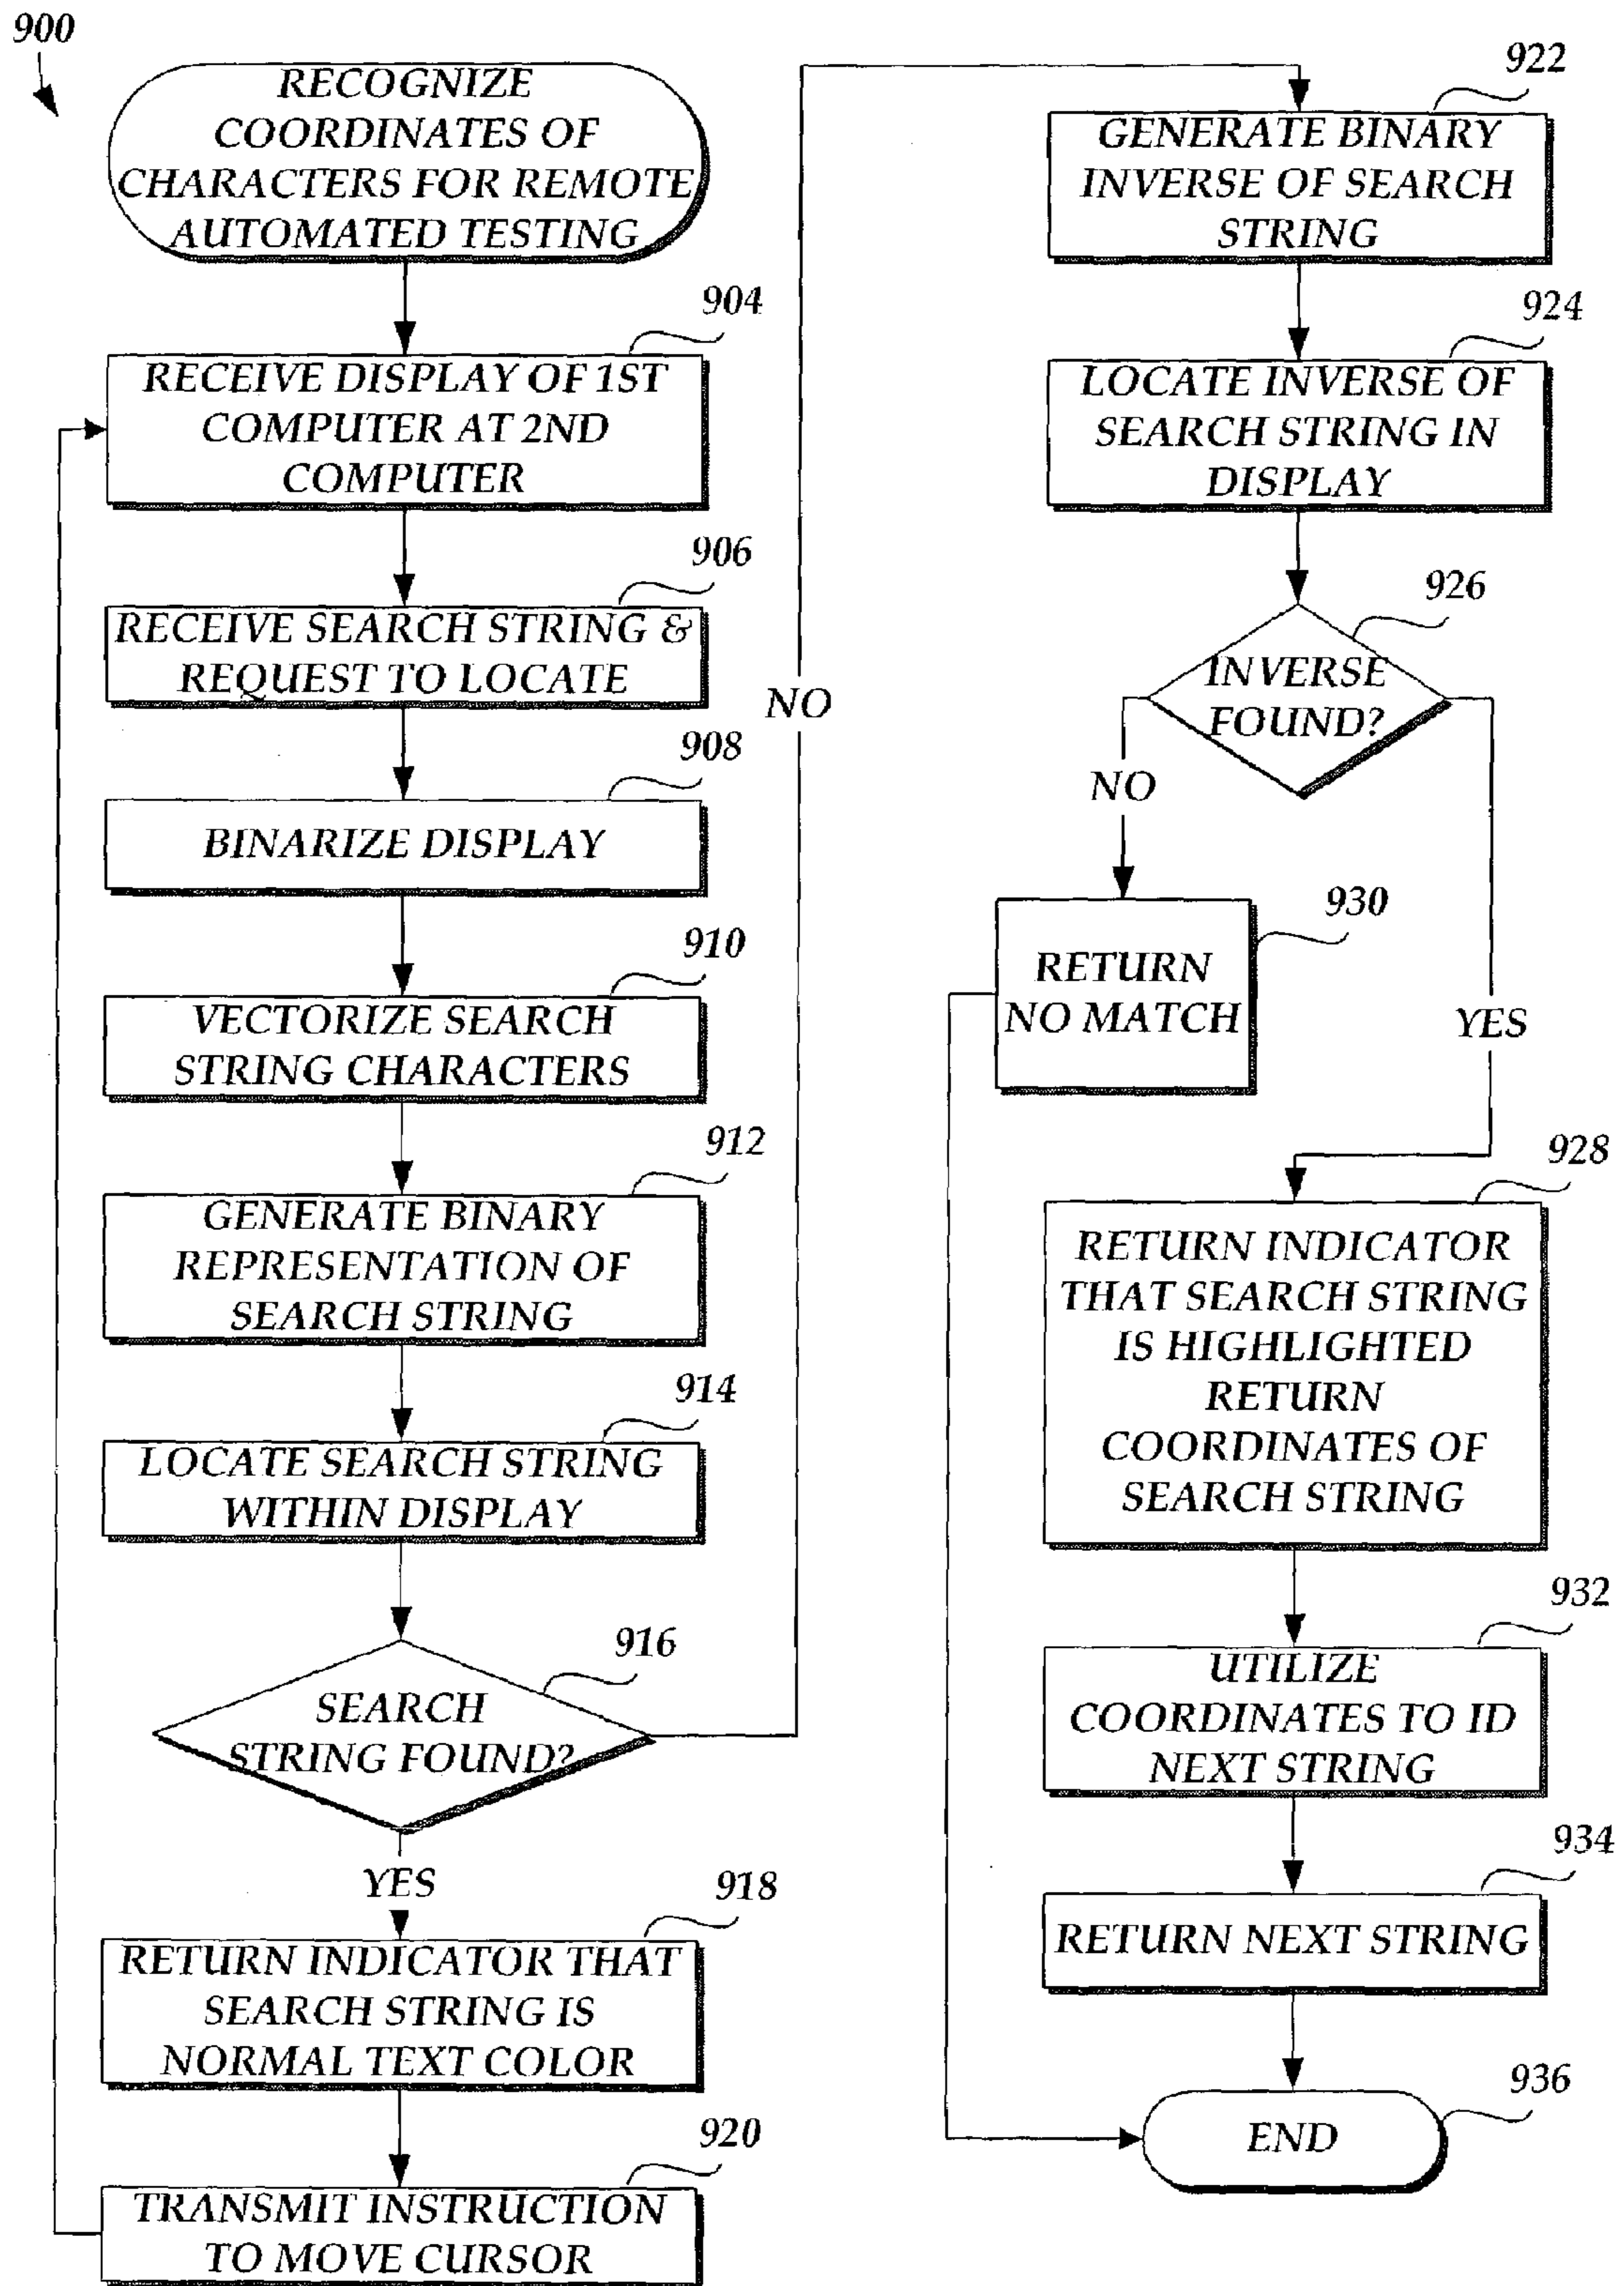 900
RECOGNIZE
COORDINATES OF
CHARACTERS FOR REMOTE
AUTOMATED TESTING
904
RECEIVE DISPLAY OF 1ST
COMPUTER AT 2ND
COMPUTER
906
RECEIVE SEARCH STRING &
REQUEST TO LOCATE
908
BINARIZE DISPLAY
910
VECTORIZE SEARCH
STRING CHARACTERS
912
GENERATE BINARY
REPRESENTATION OF
SEARCH STRING
914
LOCATE SEARCH STRING
WITHIN DISPLAY
916
SEARCH
STRING FOUND?
NO
YES
918
RETURN INDICATOR THAT
SEARCH STRING IS
NORMAL TEXT COLOR
920
TRANSMIT INSTRUCTION
TO MOVE CURSOR
922
GENERATE BINARY
INVERSE OF SEARCH
STRING
924
LOCATE INVERSE OF
SEARCH STRING IN
DISPLAY
926
INVERSE
FOUND?
NO
930
RETURN
NO MATCH
YES
928
RETURN INDICATOR
THAT SEARCH STRING
IS HIGHLIGHTED
RETURN
COORDINATES OF
SEARCH STRING
932
UTILIZE
COORDINATES TO ID
NEXT STRING
934
RETURN NEXT STRING
936
END